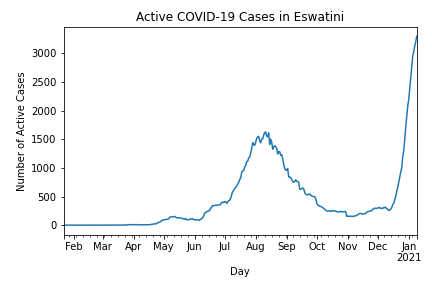 Active COVID-19 Cases in Eswatini
Number of Active Cases
3000
2500
2000
1500
1000
500
0
Feb Mar Apr May Jun Jul Aug Sep Oct Nov Dec Jan
2021
Day